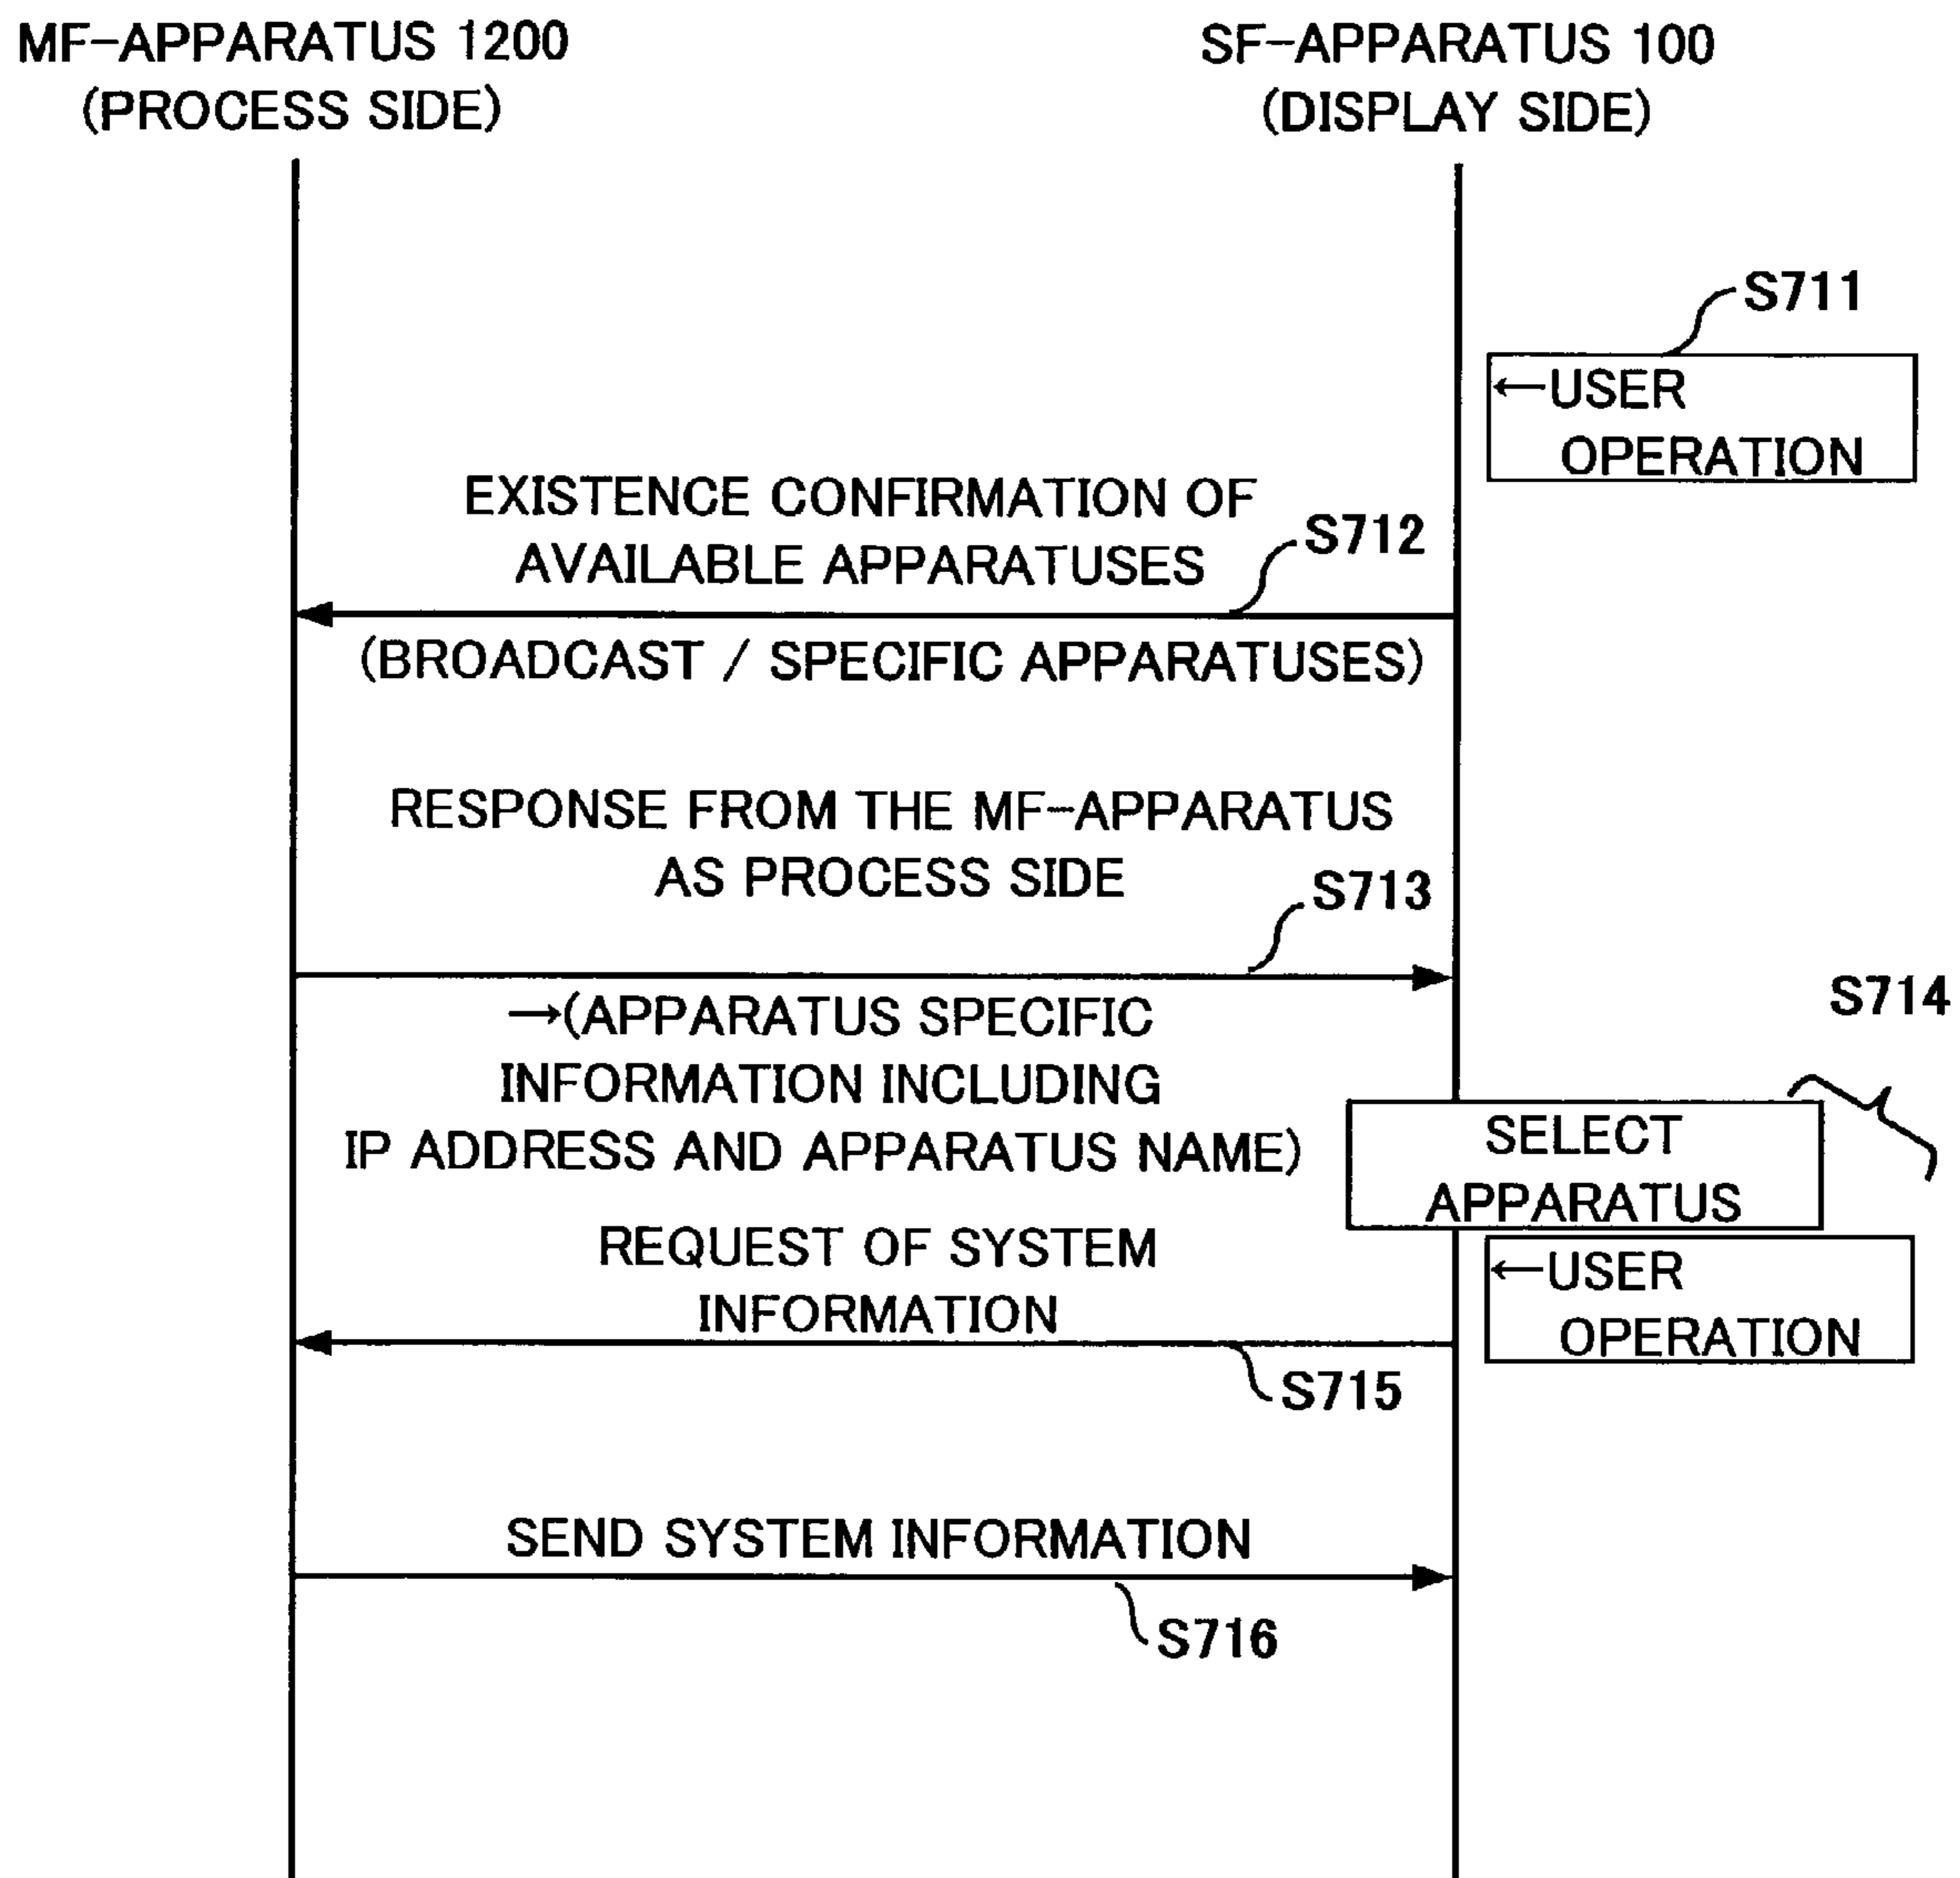 MF-APPARATUS 1200
(PROCESS SIDE)
SF-APPARATUS 100
(DISPLAY SIDE)
S711
←USER
OPERATION
EXISTENCE CONFIRMATION OF
AVAILABLE APPARATUSES
S712
(BROADCAST / SPECIFIC APPARATUSES)
RESPONSE FROM THE MF-APPARATUS
AS PROCESS SIDE
S713
→(APPARATUS SPECIFIC
INFORMATION INCLUDING
IP ADDRESS AND APPARATUS NAME)
S714
SELECT
APPARATUS
←USER
OPERATION
REQUEST OF SYSTEM
INFORMATION
S715
SEND SYSTEM INFORMATION
S716